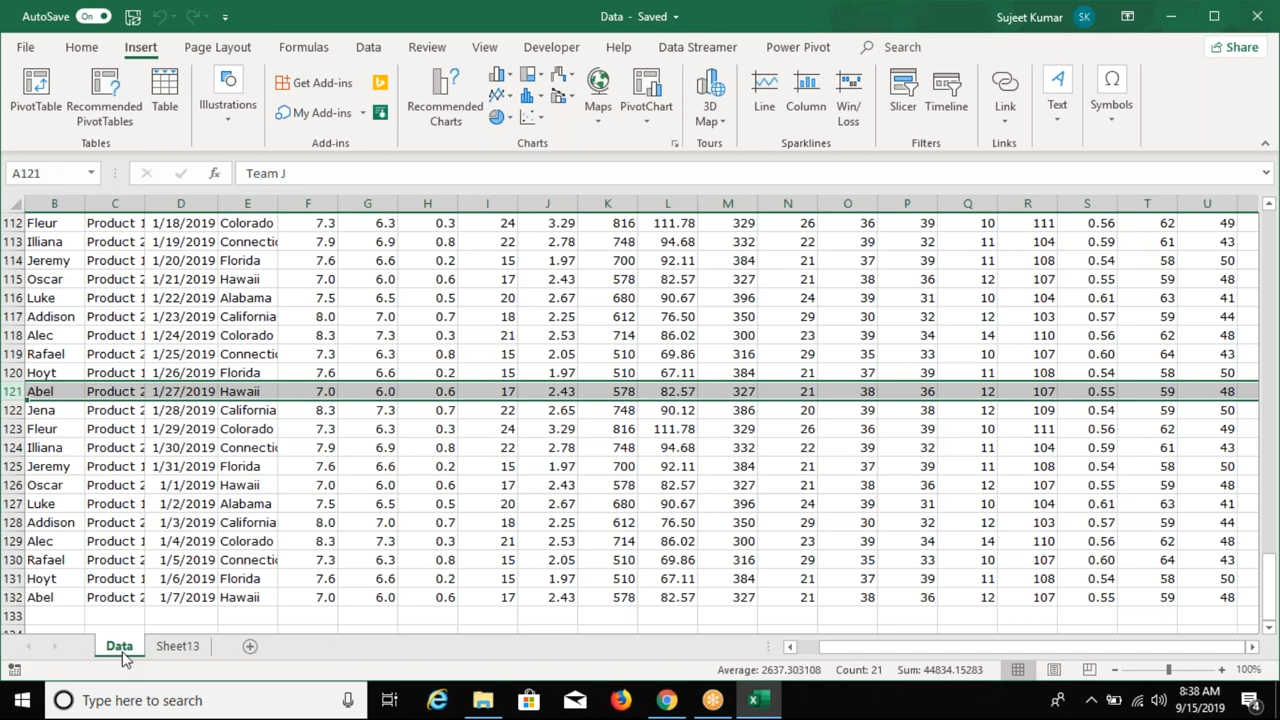 AutoSave On Data - Saved Sujeet Kumar SK
File Home Insert Page Layout Formulas Data Review View Developer Help Data Streamer Power Pivot Search Share
PivotTable Recommended PivotTables Table Illustrations Get Add-ins My Add-ins Recommended Charts Maps PivotChart 3D Map Line Column Win/Loss Slicer Timeline Link Text Symbols
Tables Add-ins Charts Tours Sparklines Filters Links
A121 fx Team J
B C D E F G H I J K L M N O P Q R S T U
112 Fleur Product 1 1/18/2019 Colorado 7.3 6.3 0.3 24 3.29 816 111.78 329 26 36 39 10 111 0.56 62 49
113 Illiana Product 2 1/19/2019 Connectic 7.9 6.9 0.8 22 2.78 748 94.68 332 22 39 32 11 104 0.59 61 43
114 Jeremy Product 1 1/20/2019 Florida 7.6 6.6 0.2 15 1.97 700 92.11 384 21 37 39 11 108 0.54 58 50
115 Oscar Product 2 1/21/2019 Hawaii 7.0 6.0 0.6 17 2.43 578 82.57 327 21 38 36 12 107 0.55 59 48
116 Luke Product 1 1/22/2019 Alabama 7.5 6.5 0.5 20 2.67 680 90.67 396 24 39 31 10 104 0.61 63 41
117 Addison Product 2 1/23/2019 California 8.0 7.0 0.7 18 2.25 612 76.50 350 29 30 32 12 103 0.57 59 44
118 Alec Product 1 1/24/2019 Colorado 8.3 7.3 0.3 21 2.53 714 86.02 300 23 39 34 14 110 0.56 62 48
119 Rafael Product 2 1/25/2019 Connectic 7.3 6.3 0.6 15 2.05 510 69.86 316 29 35 33 10 107 0.60 64 43
120 Hoyt Product 1 1/26/2019 Florida 7.6 6.6 0.2 15 1.97 510 67.11 384 21 37 39 11 108 0.54 58 50
121 Abel Product 2 1/27/2019 Hawaii 7.0 6.0 0.6 17 2.43 578 82.57 327 21 38 36 12 107 0.55 59 48
122 Jena Product 2 1/28/2019 California 8.3 7.3 0.7 22 2.65 748 90.12 386 20 39 38 12 109 0.54 59 50
123 Fleur Product 1 1/29/2019 Colorado 7.3 6.3 0.3 24 3.29 816 111.78 329 26 36 39 10 111 0.56 62 49
124 Illiana Product 2 1/30/2019 Connectic 7.9 6.9 0.8 22 2.78 748 94.68 332 22 39 32 11 104 0.59 61 43
125 Jeremy Product 1 1/31/2019 Florida 7.6 6.6 0.2 15 1.97 700 92.11 384 21 37 39 11 108 0.54 58 50
126 Oscar Product 2 1/1/2019 Hawaii 7.0 6.0 0.6 17 2.43 578 82.57 327 21 38 36 12 107 0.55 59 48
127 Luke Product 1 1/2/2019 Alabama 7.5 6.5 0.5 20 2.67 680 90.67 396 24 39 31 10 104 0.61 63 41
128 Addison Product 2 1/3/2019 California 8.0 7.0 0.7 18 2.25 612 76.50 350 29 30 32 12 103 0.57 59 44
129 Alec Product 1 1/4/2019 Colorado 8.3 7.3 0.3 21 2.53 714 86.02 300 23 39 34 14 110 0.56 62 48
130 Rafael Product 2 1/5/2019 Connectic 7.3 6.3 0.6 15 2.05 510 69.86 316 29 35 33 10 107 0.60 64 43
131 Hoyt Product 1 1/6/2019 Florida 7.6 6.6 0.2 15 1.97 510 67.11 384 21 37 39 11 108 0.54 58 50
132 Abel Product 2 1/7/2019 Hawaii 7.0 6.0 0.6 17 2.43 578 82.57 327 21 38 36 12 107 0.55 59 48
133
Data Sheet13
Average: 2637.303108 Count: 21 Sum: 44834.15283 100%
Type here to search 8:38 AM
9/15/2019 4